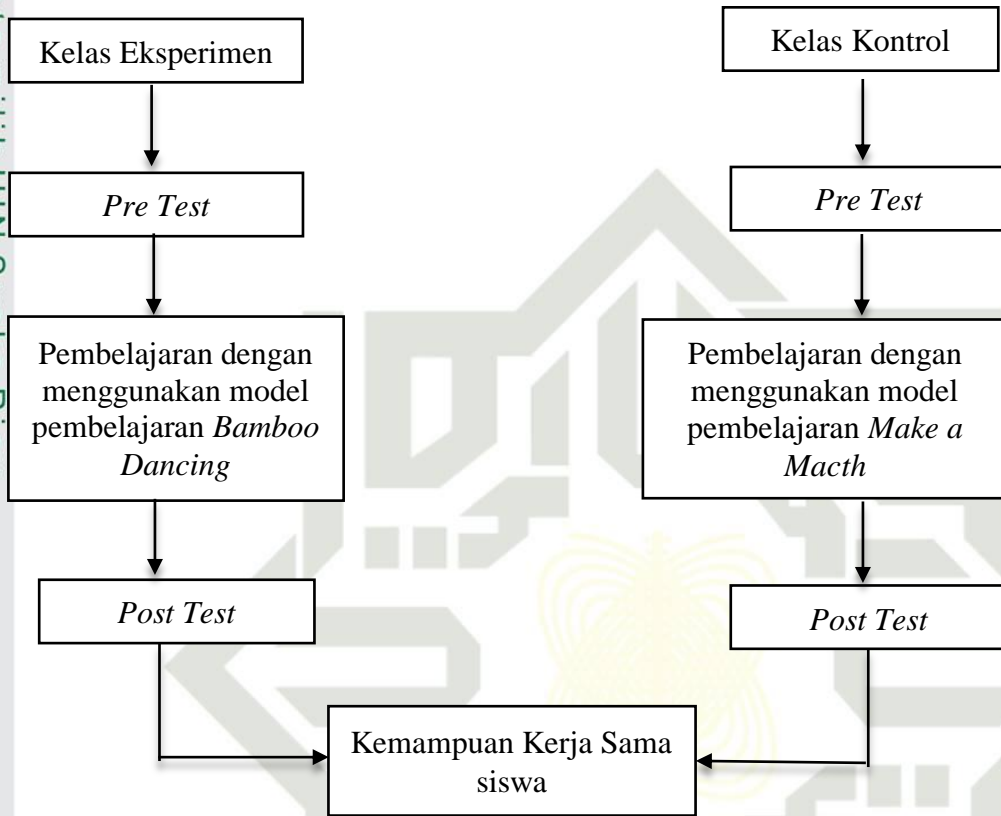 Kelas Eksperimen
Kelas Kontrol
Pre Test
Pre Test
Pembelajaran dengan
menggunakan model
pembelajaran Bamboo
Dancing
Pembelajaran dengan
menggunakan model
pembelajaran Make a
Macth
Post Test
Post Test
Kemampuan Kerja Sama
siswa